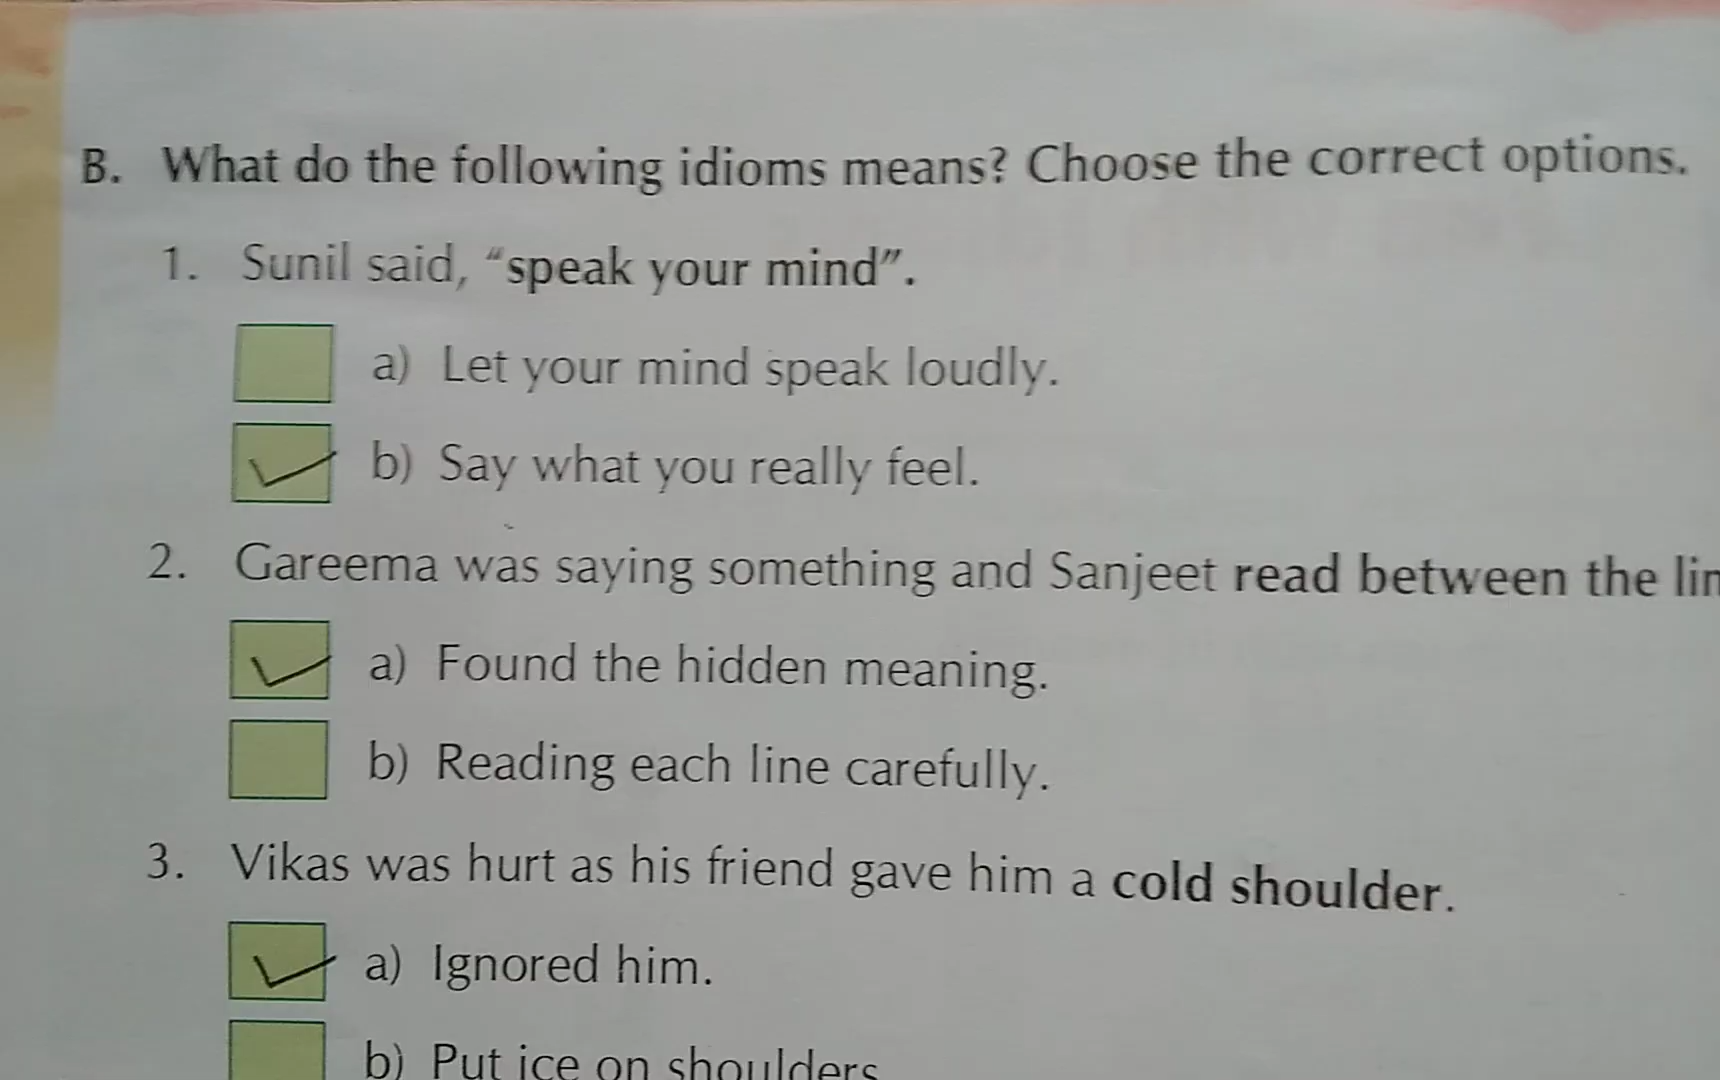 B. What do the following idioms means? Choose the correct options.
1. Sunil said, “speak your mind”.
a) Let your mind speak loudly.
b) Say what you really feel.
2. Gareema was saying something and Sanjeet read between the
a) Found the hidden meaning.
b) Reading each line carefully.
3. Vikas was hurt as his friend gave him a cold shoulder.
a) Ignored him.
b) Put ice on shoulders